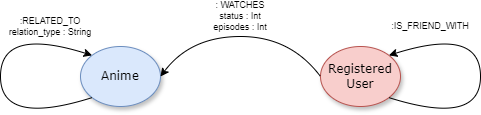 :RELATED_TO
relation_type : String
: WATCHES
status : Int
episodes : Int
:IS_FRIEND_WITH
Anime
Registered
User